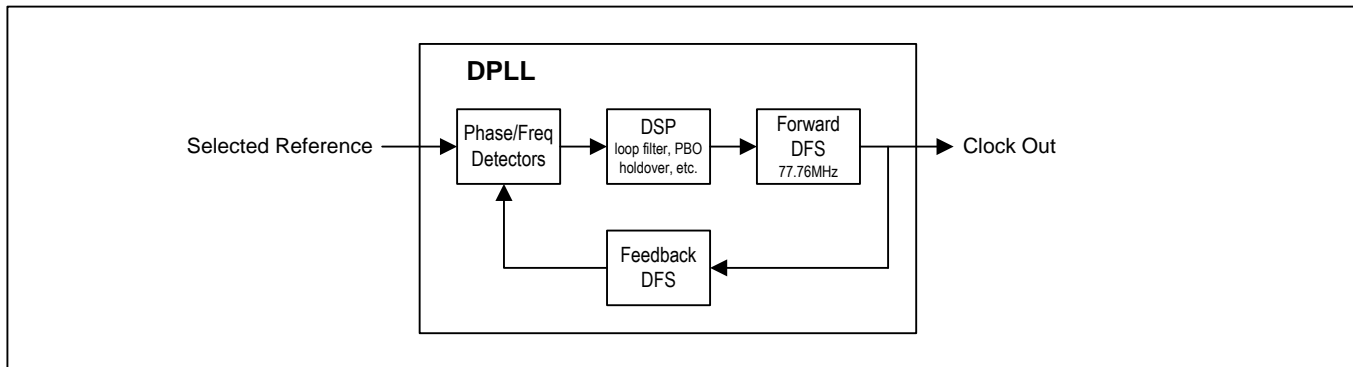 DPLL
Selected Reference
Phase/Freq
Detectors
DSP
loop filter, PBO
holdover, etc.
Forward
DFS
77.76MHz
Clock Out
Feedback
DFS